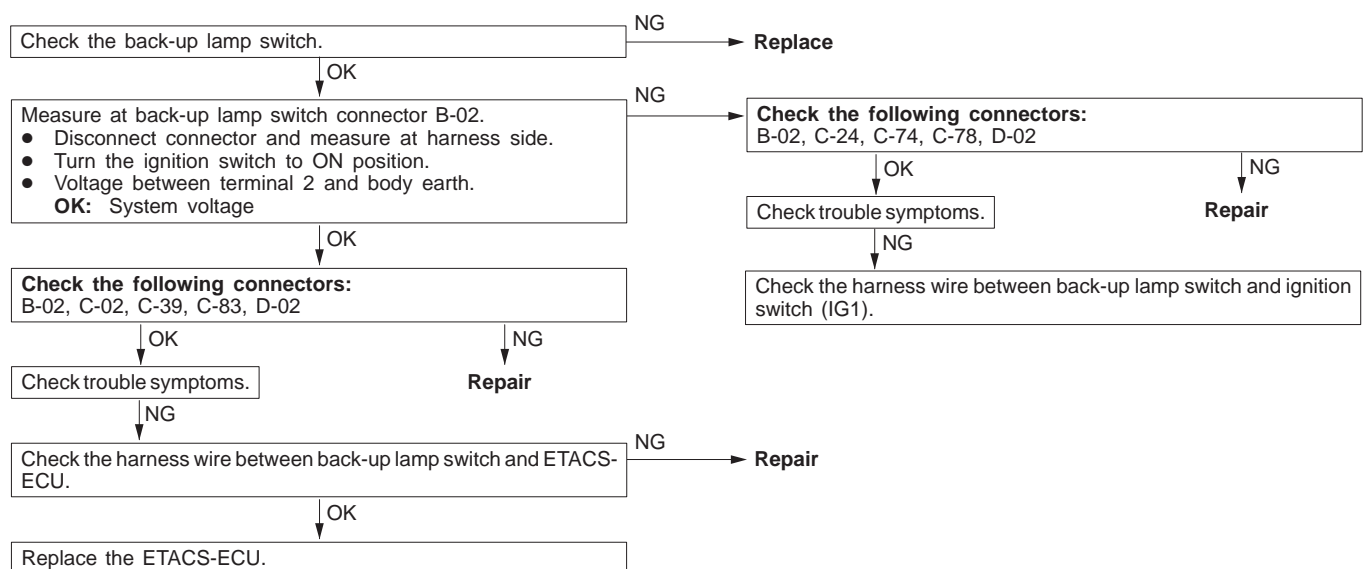 Check the back-up lamp switch.
NG
Replace
OK
Measure at back-up lamp switch connector B-02.
● Disconnect connector and measure at harness side.
● Turn the ignition switch to ON position.
● Voltage between terminal 2 and body earth.
OK: System voltage
NG
Check the following connectors:
B-02, C-24, C-74, C-78, D-02
OK
NG
Check trouble symptoms.
Repair
NG
Check the harness wire between back-up lamp switch and ignition
switch (IG1).
OK
Check the following connectors:
B-02, C-02, C-39, C-83, D-02
OK
NG
Check trouble symptoms.
Repair
NG
Check the harness wire between back-up lamp switch and ETACS-
ECU.
NG
Repair
OK
Replace the ETACS-ECU.